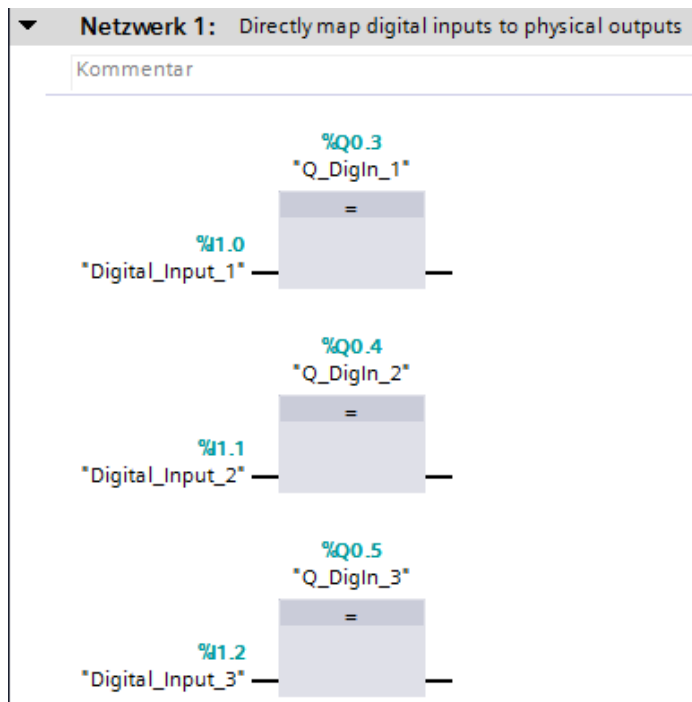 Netzwerk 1: Directly map digital inputs to physical outputs
Kommentar
%Q0.3
"Q_DigIn_1"
=
%I1.0
"Digital_Input_1"
%Q0.4
"Q_DigIn_2"
=
%I1.1
"Digital_Input_2"
%Q0.5
"Q_DigIn_3"
=
%I1.2
"Digital_Input_3"